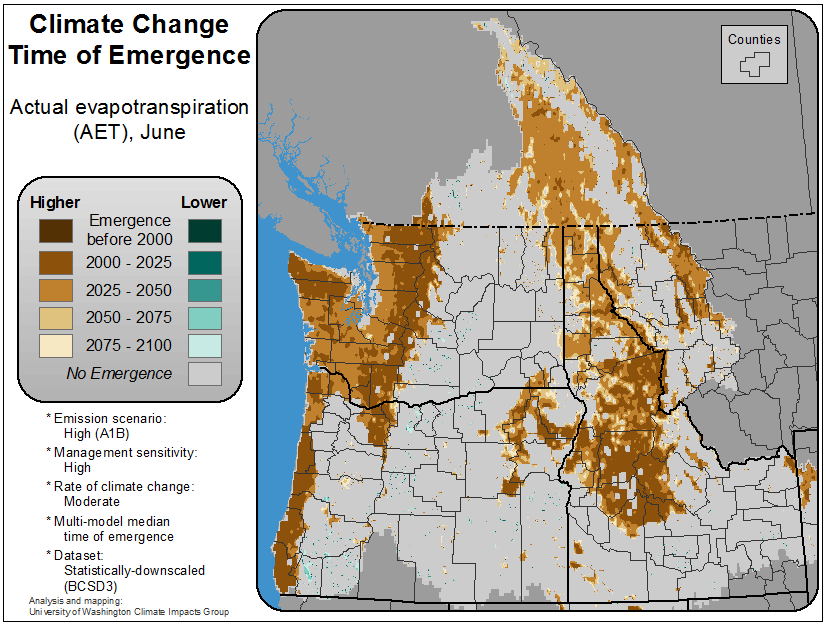 Climate Change
Time of Emergence
Actual evapotranspiration
(AET), June
Higher Lower
Emergence
before 2000
2000 - 2025
2025 - 2050
2050 - 2075
2075 - 2100
No Emergence
* Emission scenario:
High (A1B)
* Management sensitivity:
High
* Rate of climate change:
Moderate
* Multi-model median
time of emergence
* Dataset:
Statistically-downscaled
(BCSD3)
Analysis and mapping:
University of Washington Climate Impacts Group
Counties